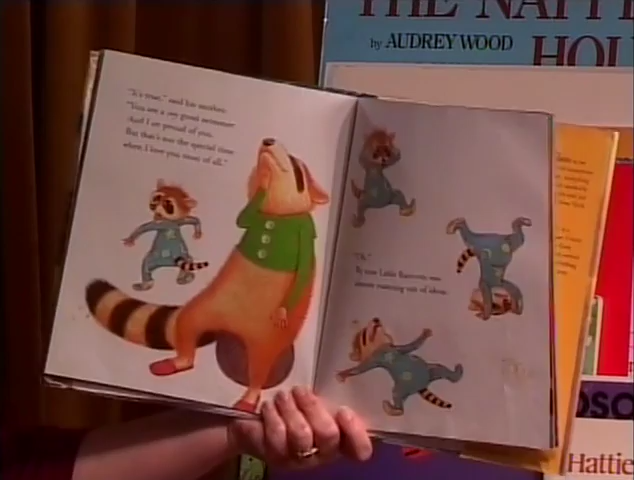 THE NAPPI
by AUDREY WOOD
HOU
"It's true," said his mother.
"You are a very good swimmer
And I am proud of you.
But that's not the special time
when I love you most of all."
"Oh."
By now Little Raccoon was
almost running out of ideas.
OSO
Hattie